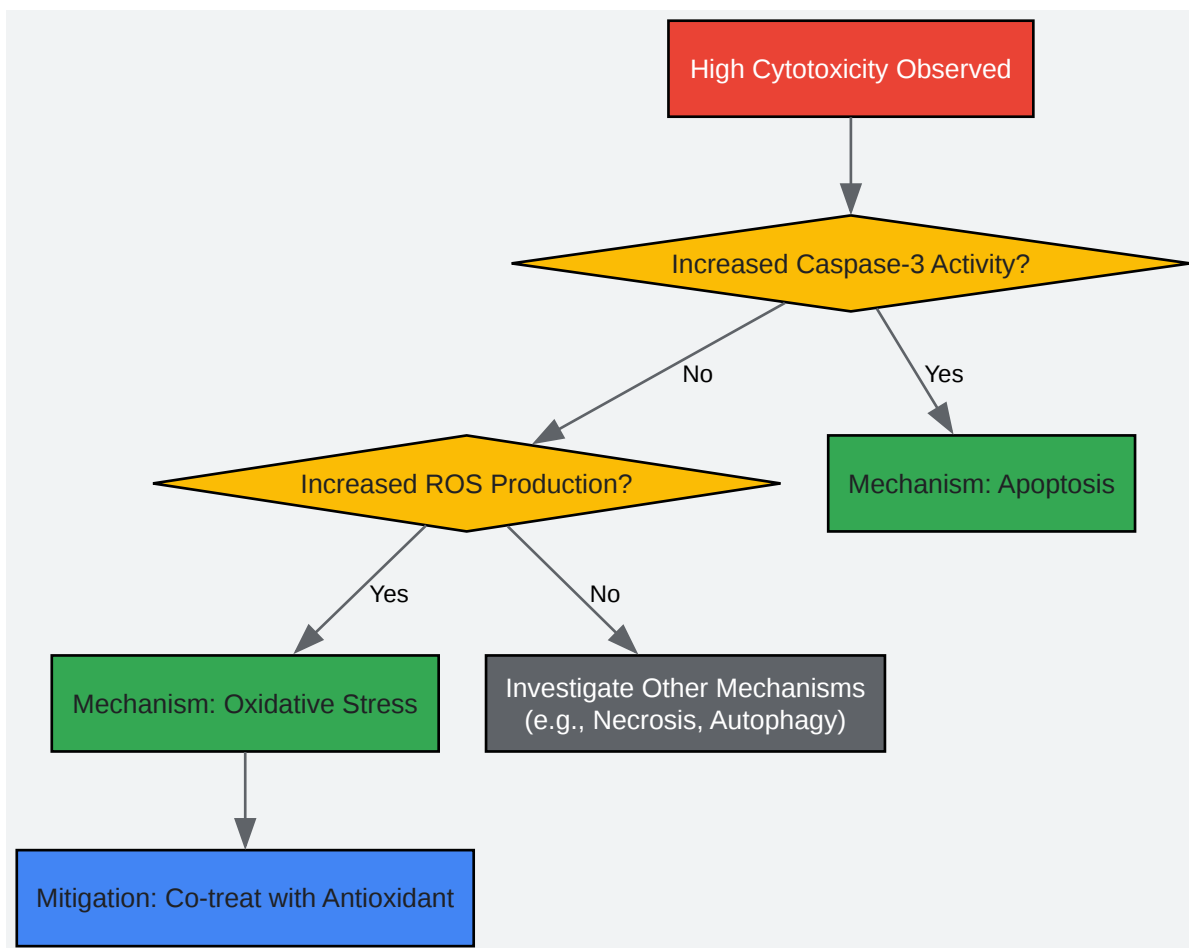 High Cytotoxicity Observed
Increased Caspase-3 Activity?
No
Yes
Increased ROS Production?
Mechanism: Apoptosis
Yes
No
Mechanism: Oxidative Stress
Investigate Other Mechanisms
(e.g., Necrosis, Autophagy)
Mitigation: Co-treat with Antioxidant